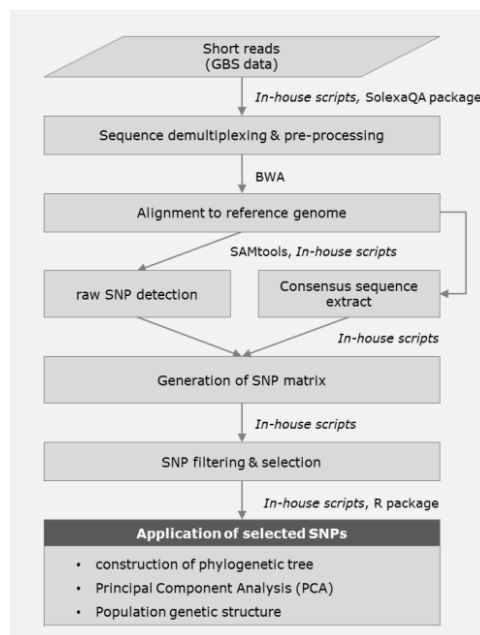 Short reads
(GBS data)
In-house scripts, SolexaQA package
Sequence demultiplexing & pre-processing
BWA
Alignment to reference genome
SAMtools, In-house scripts
raw SNP detection
Consensus sequence
extract
In-house scripts
Generation of SNP matrix
In-house scripts
SNP filtering & selection
In-house scripts, R package
Application of selected SNPs
• construction of phylogenetic tree
• Principal Component Analysis (PCA)
• Population genetic structure